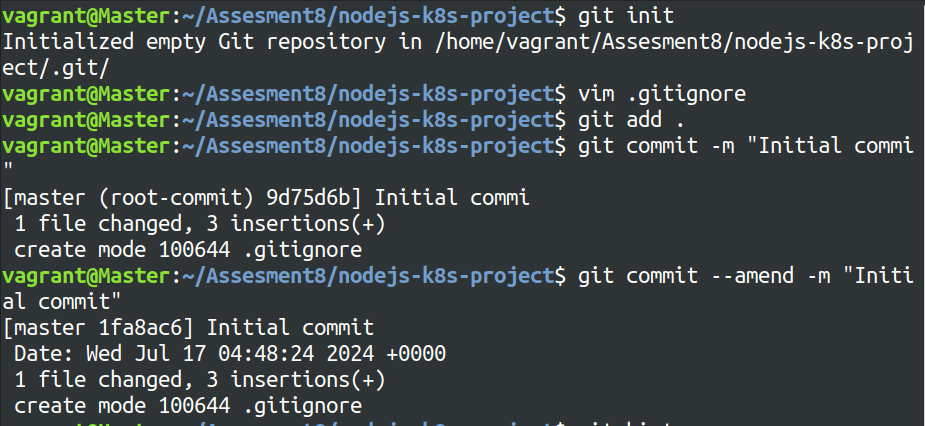 vagrant@Master:~/Assesment8/nodejs-k8s-project$ git init
Initialized empty Git repository in /home/vagrant/Assesment8/nodejs-k8s-proj
ect/.git/
vagrant@Master:~/Assesment8/nodejs-k8s-project$ vim .gitignore
vagrant@Master:~/Assesment8/nodejs-k8s-project$ git add .
vagrant@Master:~/Assesment8/nodejs-k8s-project$ git commit -m "Initial commi
"
[master (root-commit) 9d75d6b] Initial commi
 1 file changed, 3 insertions(+)
 create mode 100644 .gitignore
vagrant@Master:~/Assesment8/nodejs-k8s-project$ git commit --amend -m "Initi
al commit"
[master 1fa8ac6] Initial commit
 Date: Wed Jul 17 04:48:24 2024 +0000
 1 file changed, 3 insertions(+)
 create mode 100644 .gitignore